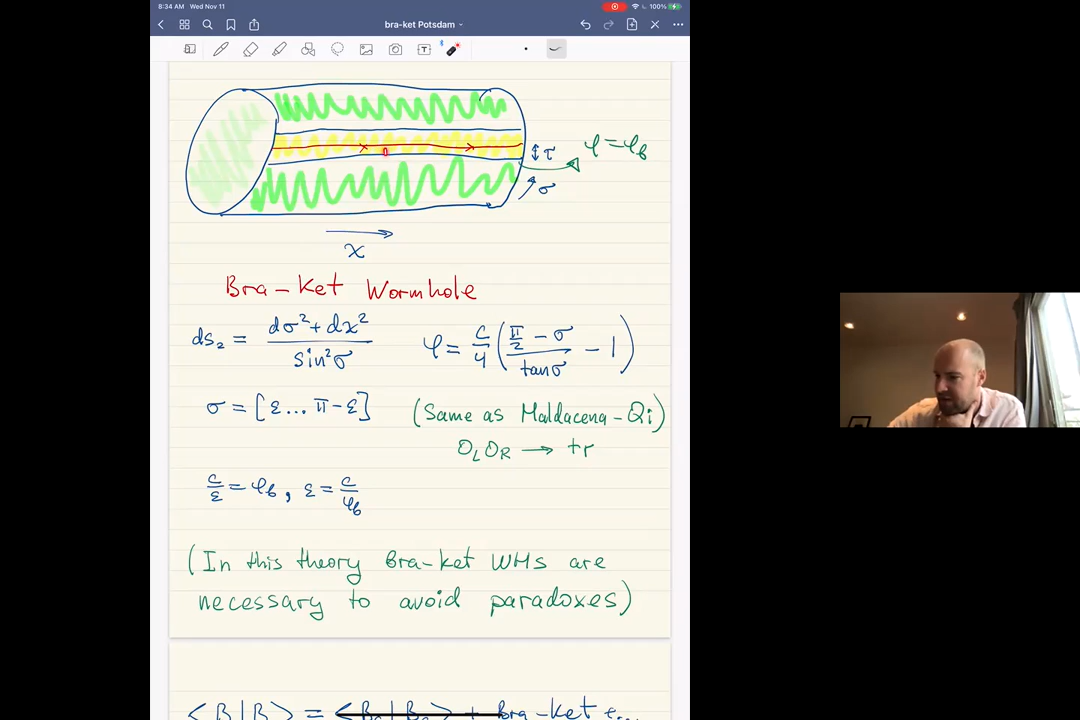 8:34 AM Wed Nov 11
100%
bra-ket Potsdam
τ
φ = φ_b
σ
x
Bra-Ket Wormhole
ds₂ = (dσ² + dx²)/sin²σ
φ = c/4 ((π/2 - σ)/tanσ - 1)
σ = [ε ... π-ε]
(Same as Maldacena-Qi)
O_L O_R → tr
c/ε = φ_b, ε = c/φ_b
(In this theory Bra-ket WHs are
necessary to avoid paradoxes)